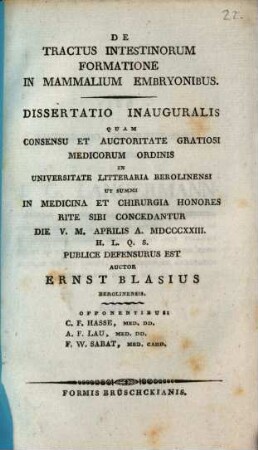 27.
DE
TRACTUS INTESTINORUM
FORMATIONE
IN MAMMALIUM EMBRYONIBUS.
DISSERTATIO INAUGURALIS
QUAM
CONSENSU ET AUCTORITATE GRATIOSI
MEDICORUM ORDINIS
IN
UNIVERSITATE LITTERARIA BEROLINENSI
UT SUMMI
IN MEDICINA ET CHIRURGIA HONORES
RITE SIBI CONCEDANTUR
DIE V. M. APRILIS A. MDCCCXXIII.
H. L. Q. S.
PUBLICE DEFENSURUS EST
AUCTOR
ERNST BLASIUS
BEROLINENSIS.
OPPONENTIBUS:
C. F. HASSE, MED. DD.
A. F. LAU, MED. DD.
F. W. SABAT, MED. CAND.
FORMIS BRÜSCHCKIANIS.